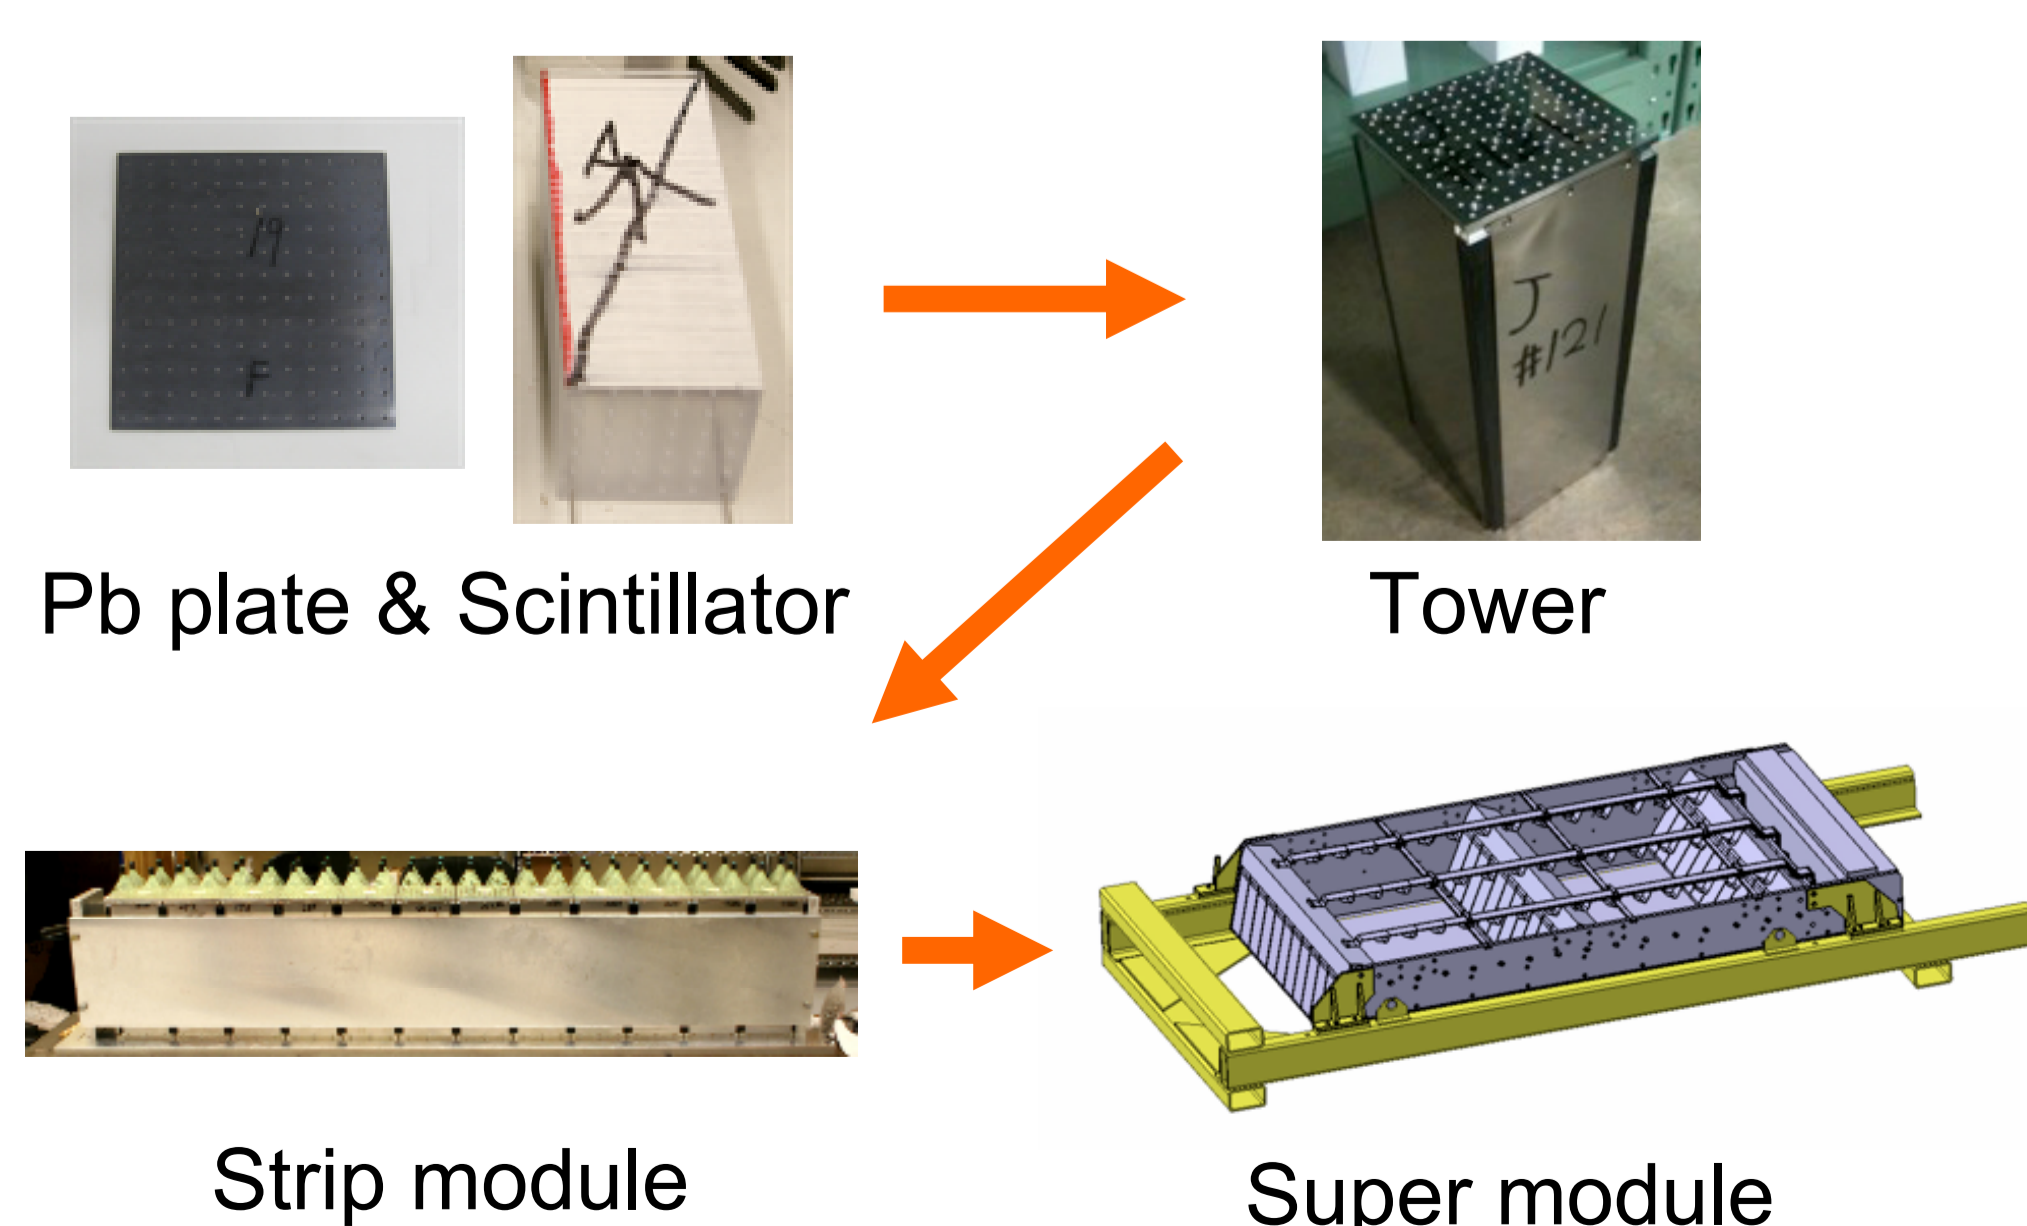 19
F
J
#121
Pb plate & Scintillator
Tower
Strip module
Super module